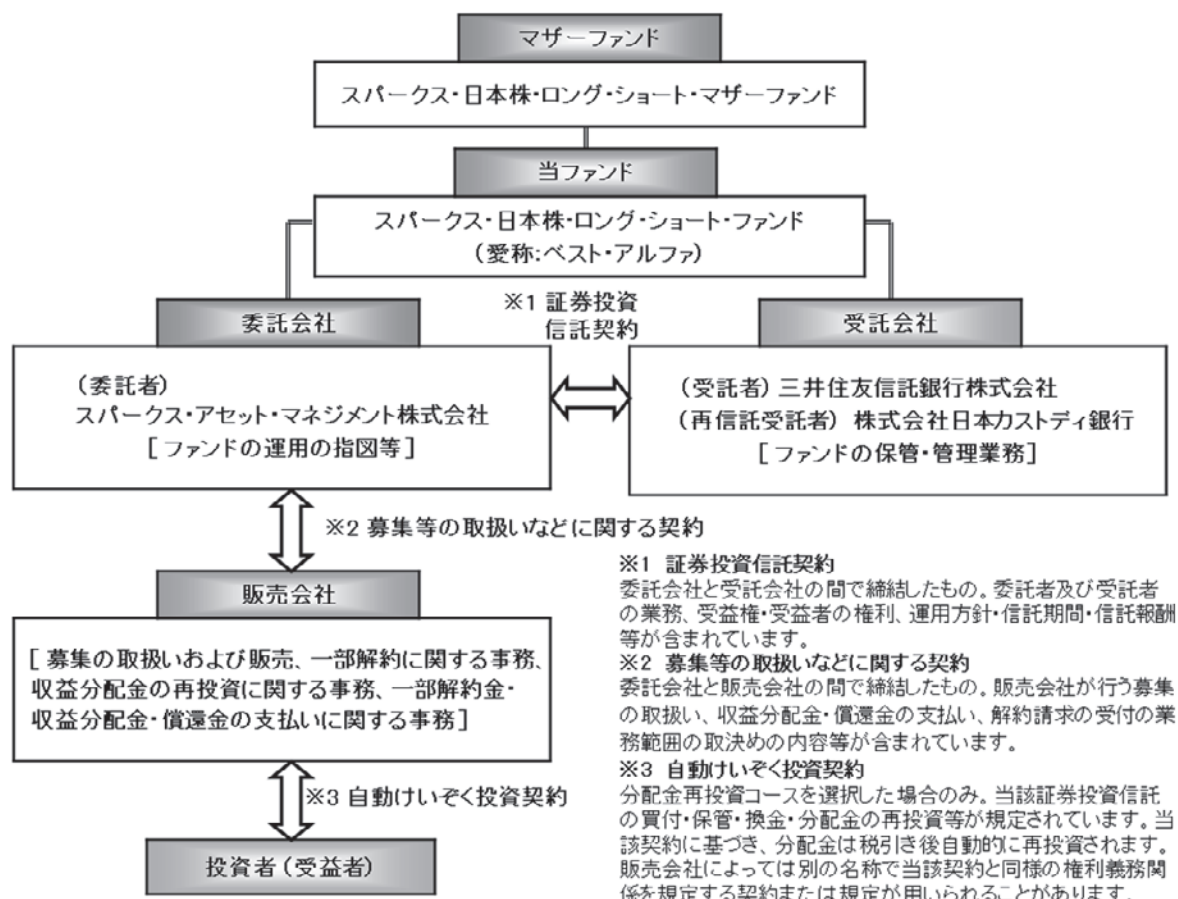 マザーファンド
スパークス・日本株・ロング・ショート・マザーファンド
当ファンド
スパークス・日本株・ロング・ショート・ファンド
(愛称:ベスト・アルファ)
※1 証券投資
信託契約
委託会社
(委託者)
スパークス・アセット・マネジメント株式会社
[ファンドの運用の指図等]
受託会社
(受託者) 三井住友信託銀行株式会社
(再信託受託者) 株式会社日本カストディ銀行
[ファンドの保管・管理業務]
※2 募集等の取扱いなどに関する契約
販売会社
[募集の取扱いおよび販売、一部解約に関する事務、
収益分配金の再投資に関する事務、一部解約金・
収益分配金・償還金の支払いに関する事務]
※3 自動けいぞく投資契約
投資者(受益者)
※1 証券投資信託契約
委託会社と受託会社の間で締結したもの。委託者及び受託者
の業務、受益権・受益者の権利、運用方針・信託期間・信託報酬
等が含まれています。
※2 募集等の取扱いなどに関する契約
委託会社と販売会社の間で締結したもの。販売会社が行う募集
の取扱い、収益分配金・償還金の支払い、解約請求の受付の業
務範囲の取決めの内容等が含まれています。
※3 自動けいぞく投資契約
分配金再投資コースを選択した場合のみ。当該証券投資信託
の買付・保管・換金・分配金の再投資等が規定されています。当
該契約に基づき、分配金は税引き後自動的に再投資されます。
販売会社によっては別の名称で当該契約と同様の権利義務関
係を規定する契約または規定が用いられることがあります。